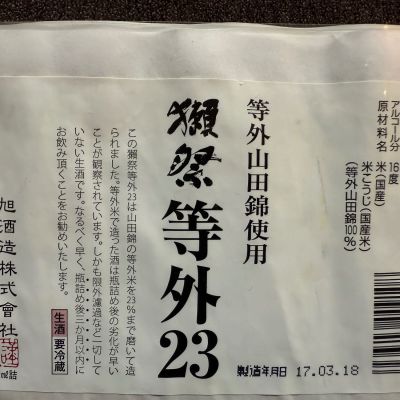 アルコール分 16度
原材料名 米(国産)
米こうじ(国産米)
(等外山田錦100%)
等外山田錦使用
獺祭等外23
製造年月日 17.03.18
この獺祭等外23は山田錦の等外米を23%まで磨いて造
られました。等外米で造った酒は瓶詰め後の劣化が早い
ことが観察されています。しかも限外濾過など一切して
いない生酒です。なるべく早く、瓶詰め後三か月以内に
お飲み頂くことをお勧めいたします。
生酒 要冷蔵
旭酒造株式會社
㎖詰